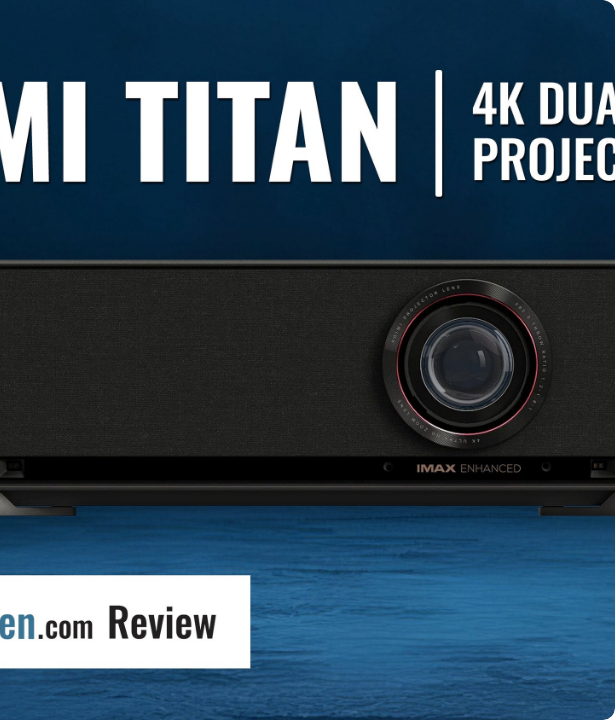 MI TITAN
4K DUA
PROJEC
IMAX ENHANCED
en.com Review